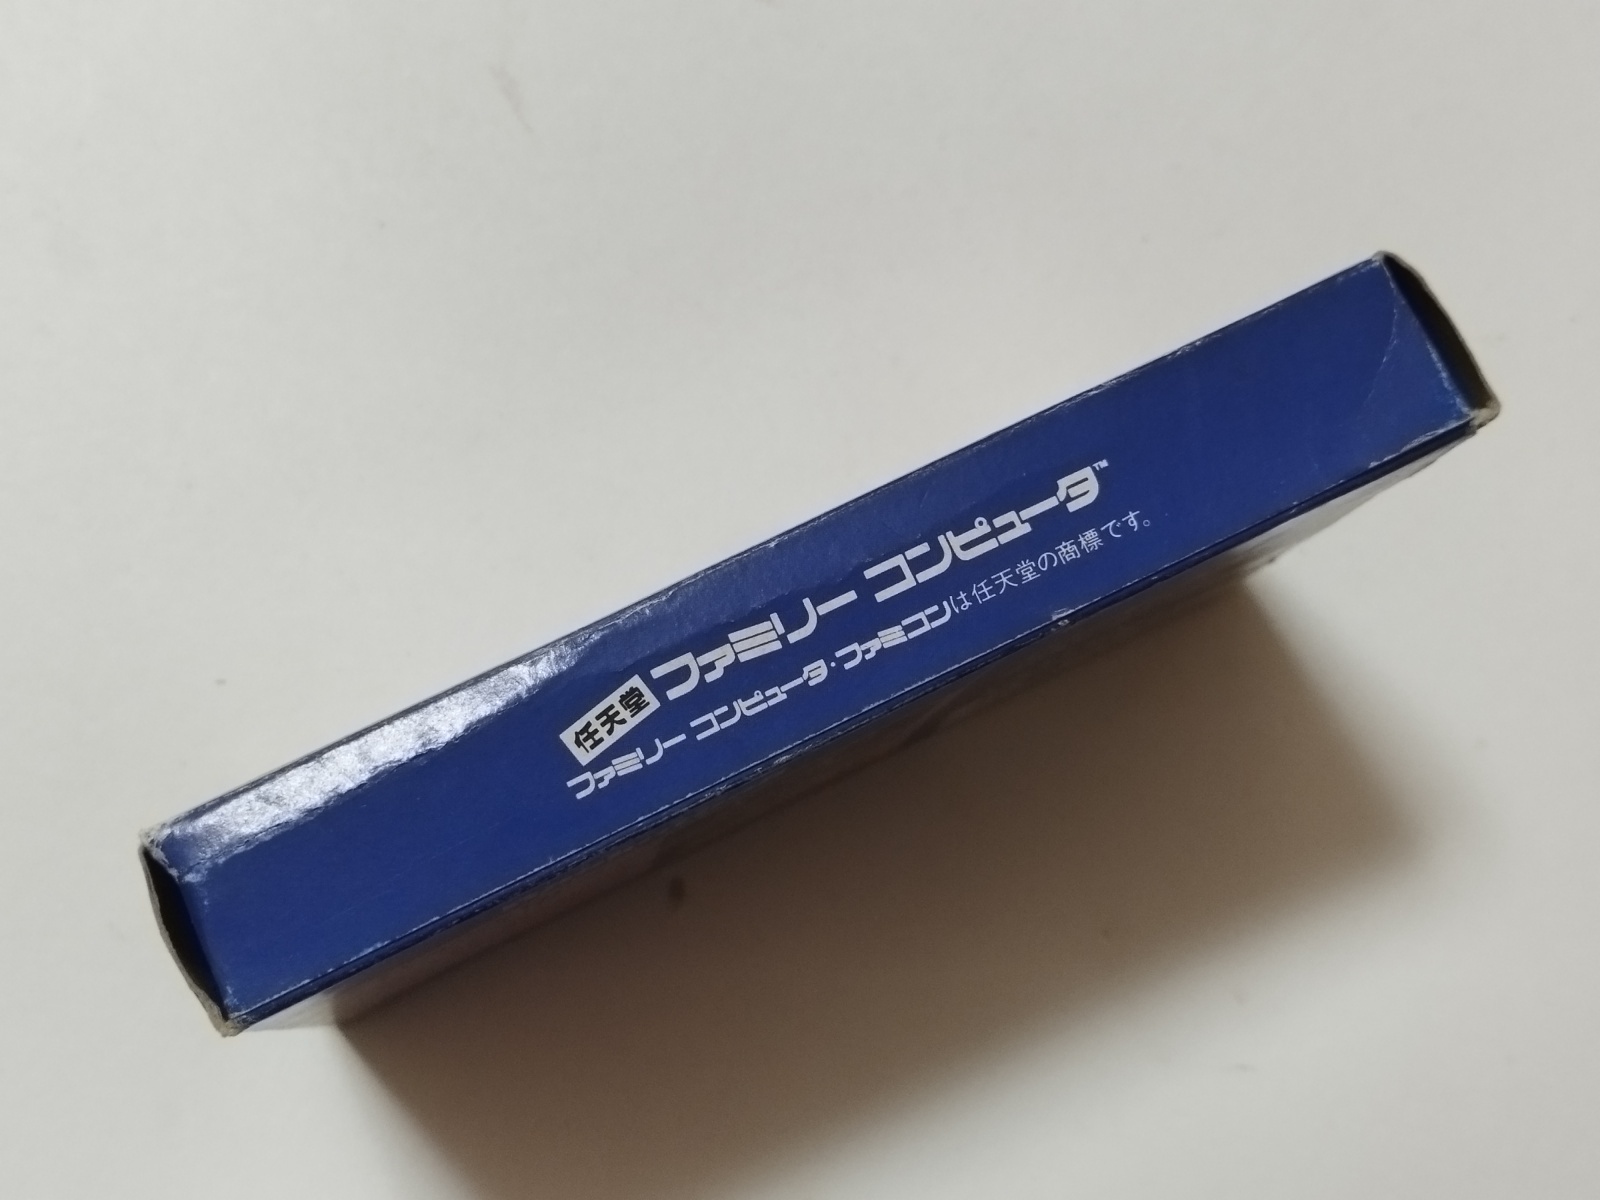 任天堂 ファミリー コンピュータ™
ファミリー コンピュータ・ファミコンは任天堂の商標です。